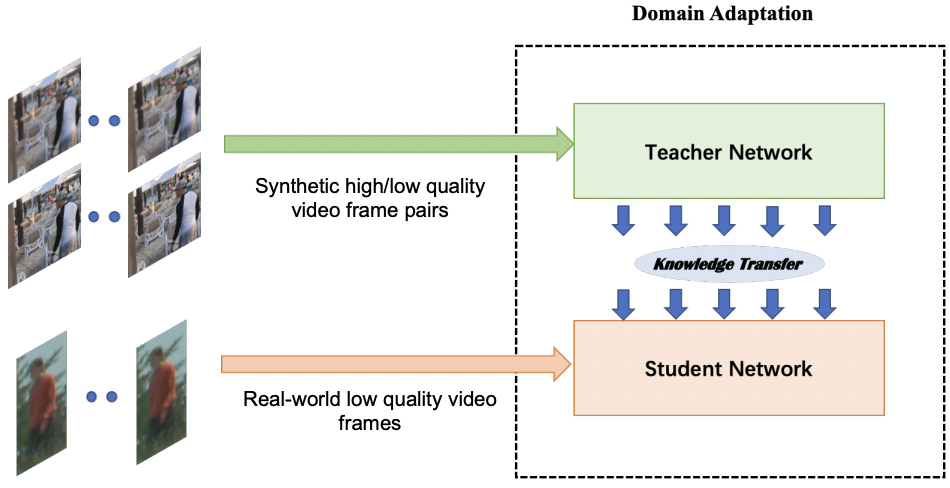 Domain Adaptation
Teacher Network
Synthetic high/low quality
video frame pairs
Knowledge Transfer
Student Network
Real-world low quality video
frames